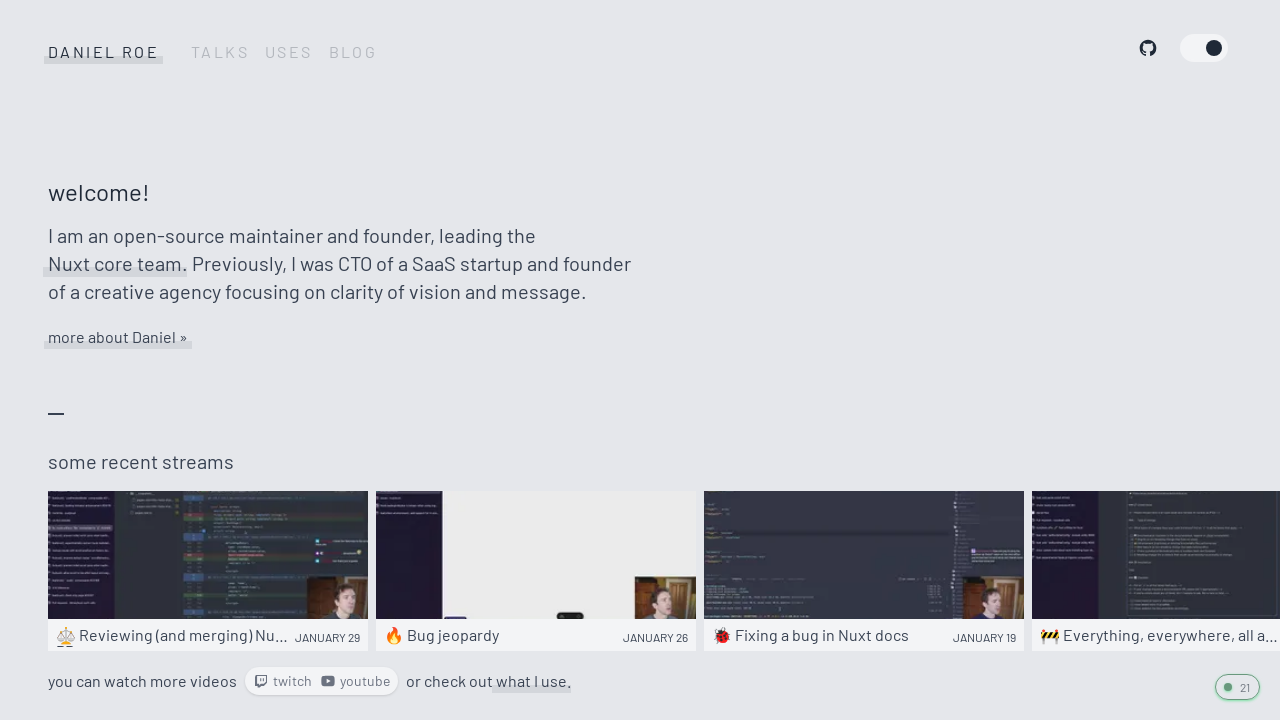 DANIEL ROE TALKS USES BLOG
welcome!
I am an open-source maintainer and founder, leading the
Nuxt core team. Previously, I was CTO of a SaaS startup and founder
of a creative agency focusing on clarity of vision and message.
more about Daniel »
some recent streams
⚖️ Reviewing (and merging) Nu... JANUARY 29
🔥 Bug jeopardy JANUARY 26
🐞 Fixing a bug in Nuxt docs JANUARY 19
🚧 Everything, everywhere, all a...
you can watch more videos twitch youtube or check out what I use.
21